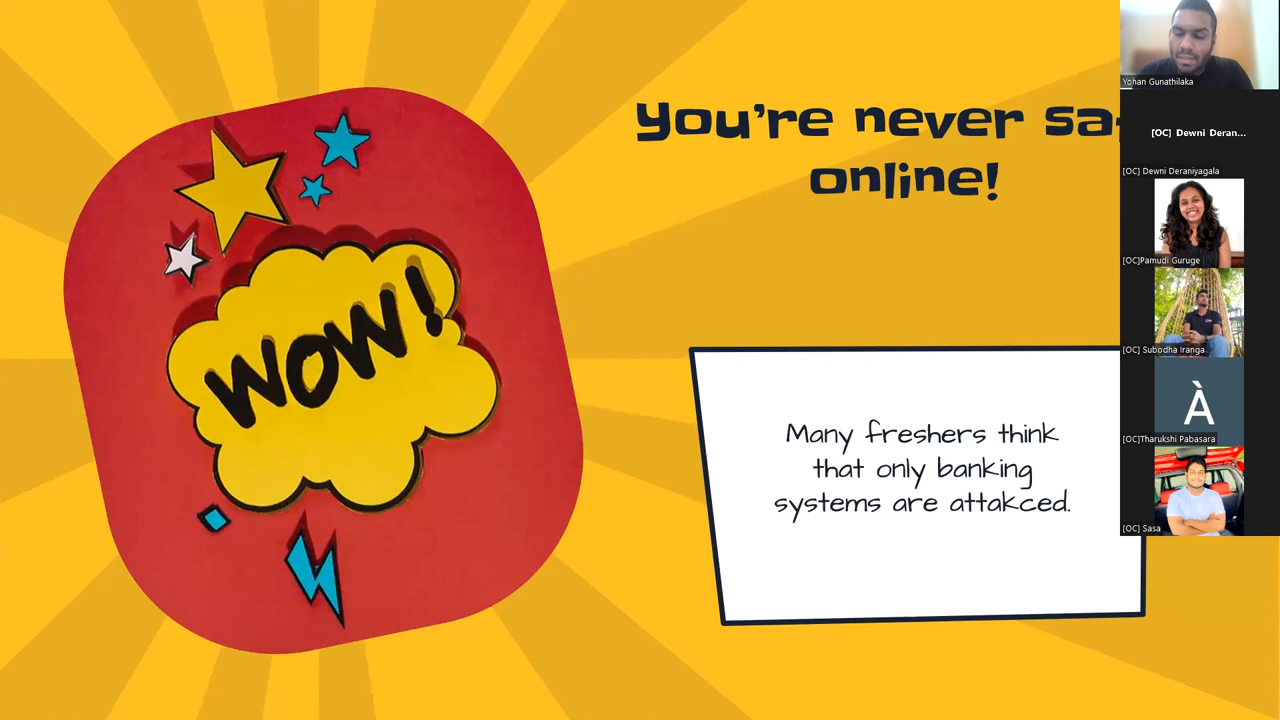 You're never
online!
WOW!
Many freshers think
that only banking
systems are attakced.
Yohan Gunathilaka
[OC] Dewni Deran...
[OC] Dewni Deraniyagala
[OC]Pamudi Guruge
[OC] Subodha Iranga
À
[OC]Tharukshi Pabasara
[OC] Sasa